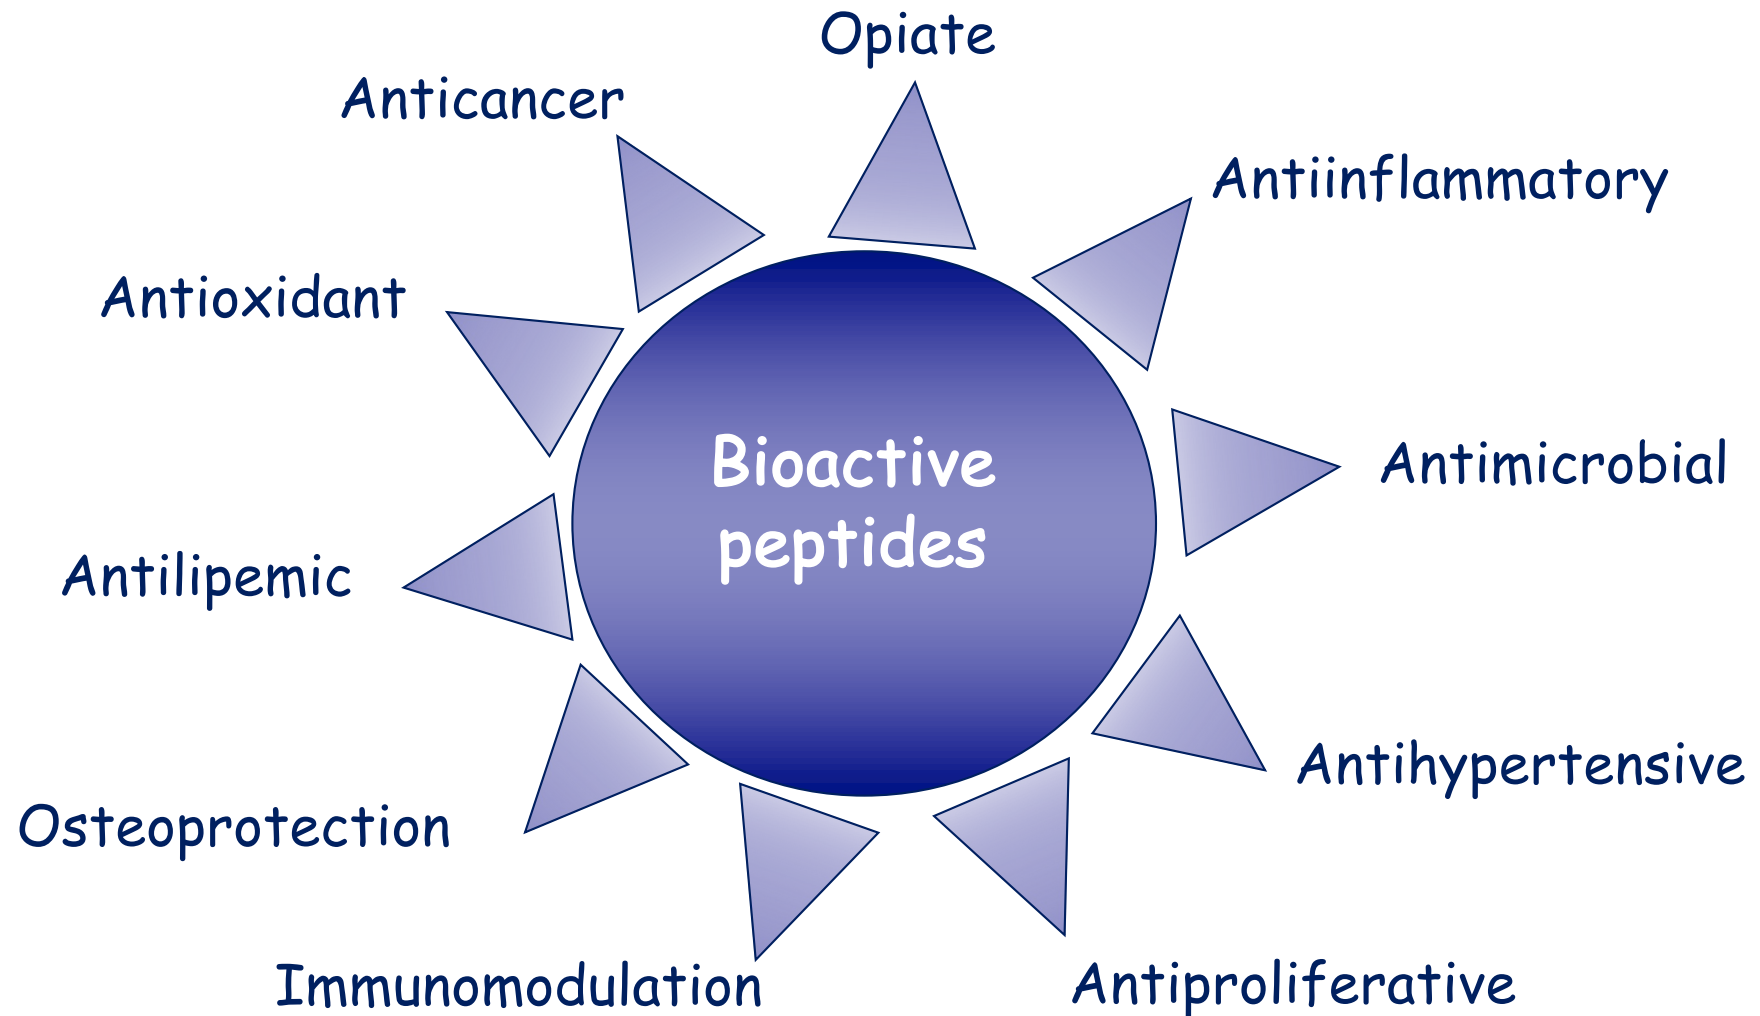 Opiate
Anticancer
Antiinflammatory
Antioxidant
Bioactive
peptides
Antimicrobial
Antilipemic
Antihypertensive
Osteoprotection
Immunomodulation
Antiproliferative